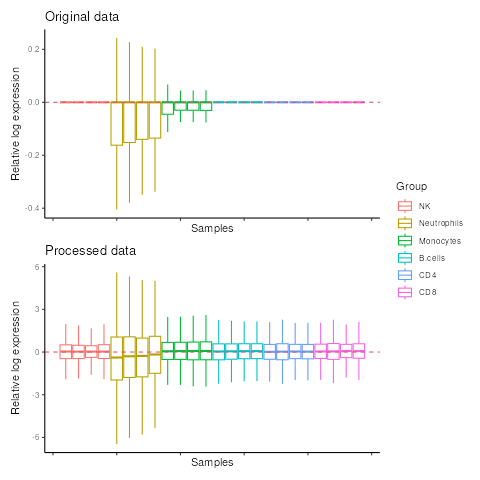 Original data
Relative log expression
0.2
0.0
-0.2
-0.4
Samples
Group
NK
Neutrophils
Monocytes
B.cells
CD4
CD8
Processed data
Relative log expression
6
3
0
-3
-6
Samples